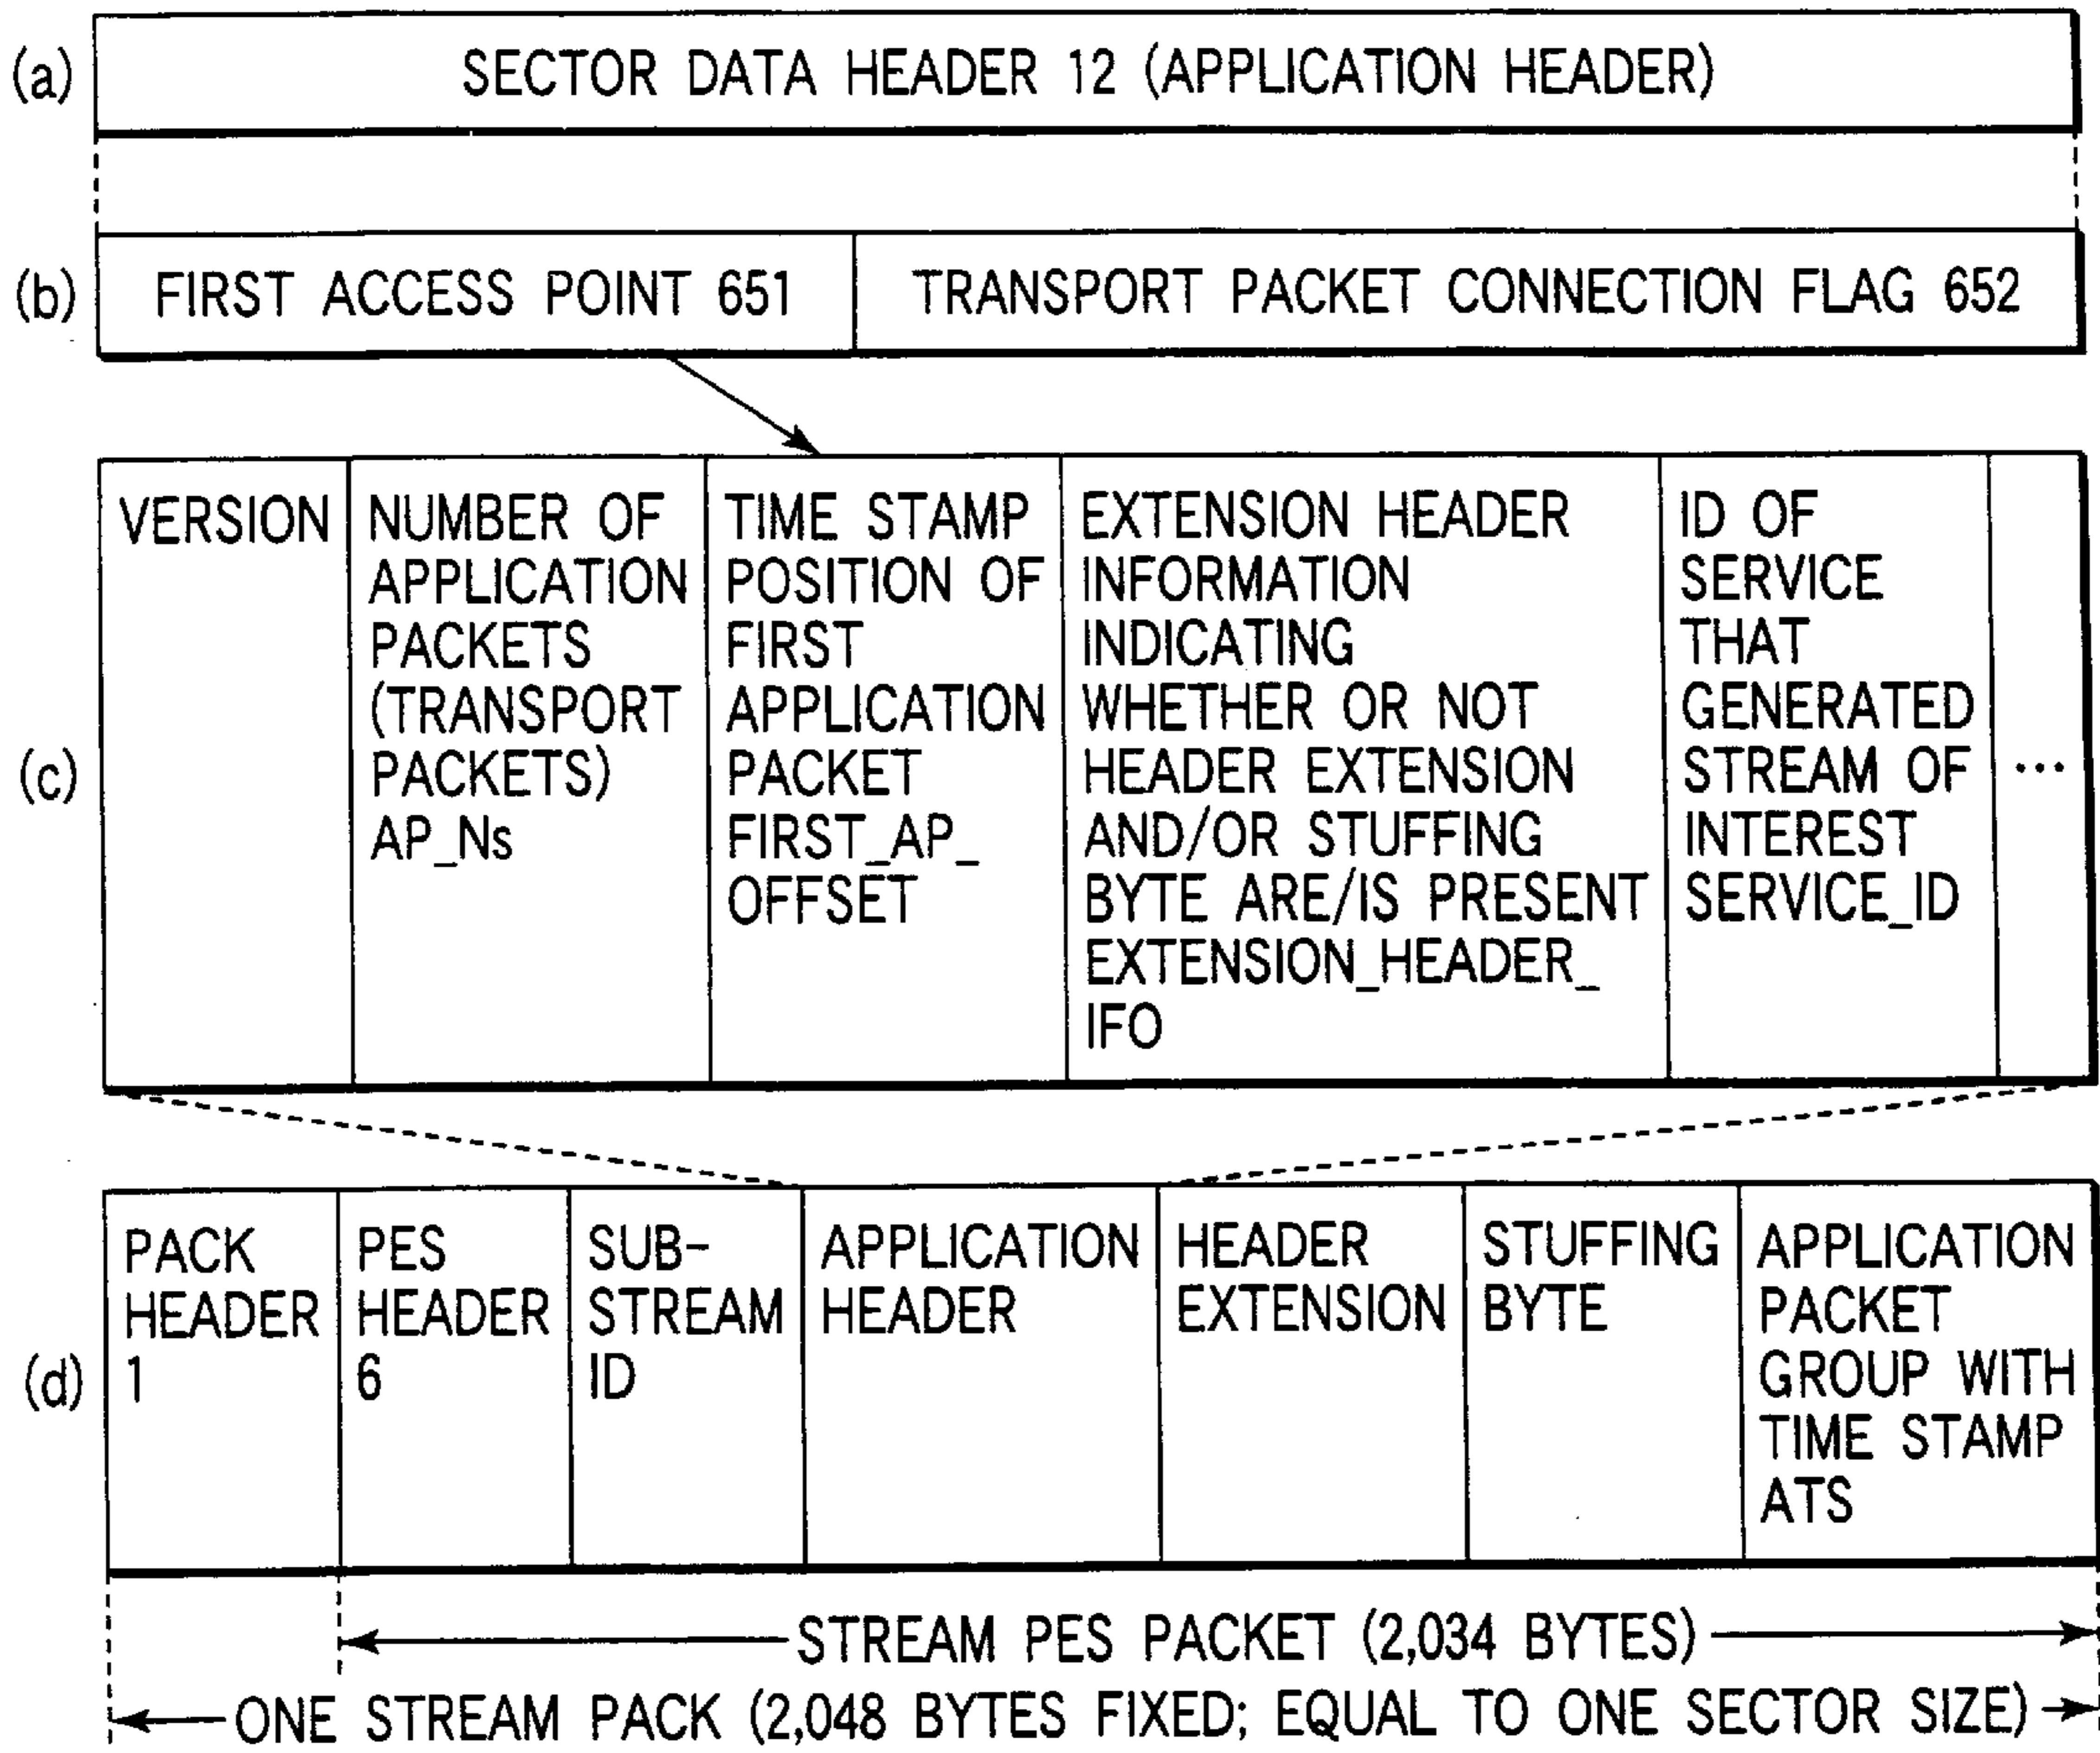 (a)
SECTOR DATA HEADER 12 (APPLICATION HEADER)
(b)
FIRST ACCESS POINT 651
TRANSPORT PACKET CONNECTION FLAG 652
(c)
VERSION
NUMBER OF
APPLICATION
PACKETS
(TRANSPORT
PACKETS)
AP_Ns
TIME STAMP
POSITION OF
FIRST
APPLICATION
PACKET
FIRST_AP_
OFFSET
EXTENSION HEADER
INFORMATION
INDICATING
WHETHER OR NOT
HEADER EXTENSION
AND/OR STUFFING
BYTE ARE/IS PRESENT
EXTENSION_HEADER_
IFO
ID OF
SERVICE
THAT
GENERATED
STREAM OF
INTEREST
SERVICE_ID
...
(d)
PACK
HEADER
1
PES
HEADER
6
SUB-
STREAM
ID
APPLICATION
HEADER
HEADER
EXTENSION
STUFFING
BYTE
APPLICATION
PACKET
GROUP WITH
TIME STAMP
ATS
STREAM PES PACKET (2,034 BYTES)
ONE STREAM PACK (2,048 BYTES FIXED; EQUAL TO ONE SECTOR SIZE)